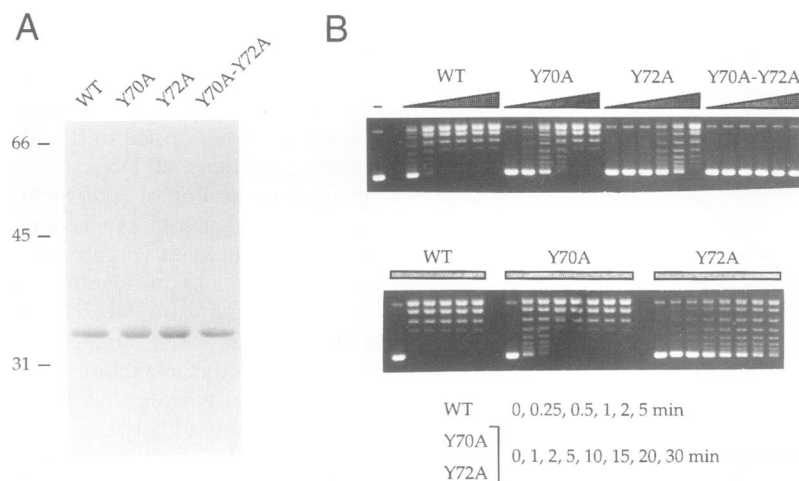 A
WT Y70A Y72A Y70A-Y72A
66
45
31
B
WT Y70A Y72A Y70A-Y72A
–
WT Y70A Y72A
WT 0, 0.25, 0.5, 1, 2, 5 min
Y70A
0, 1, 2, 5, 10, 15, 20, 30 min
Y72A